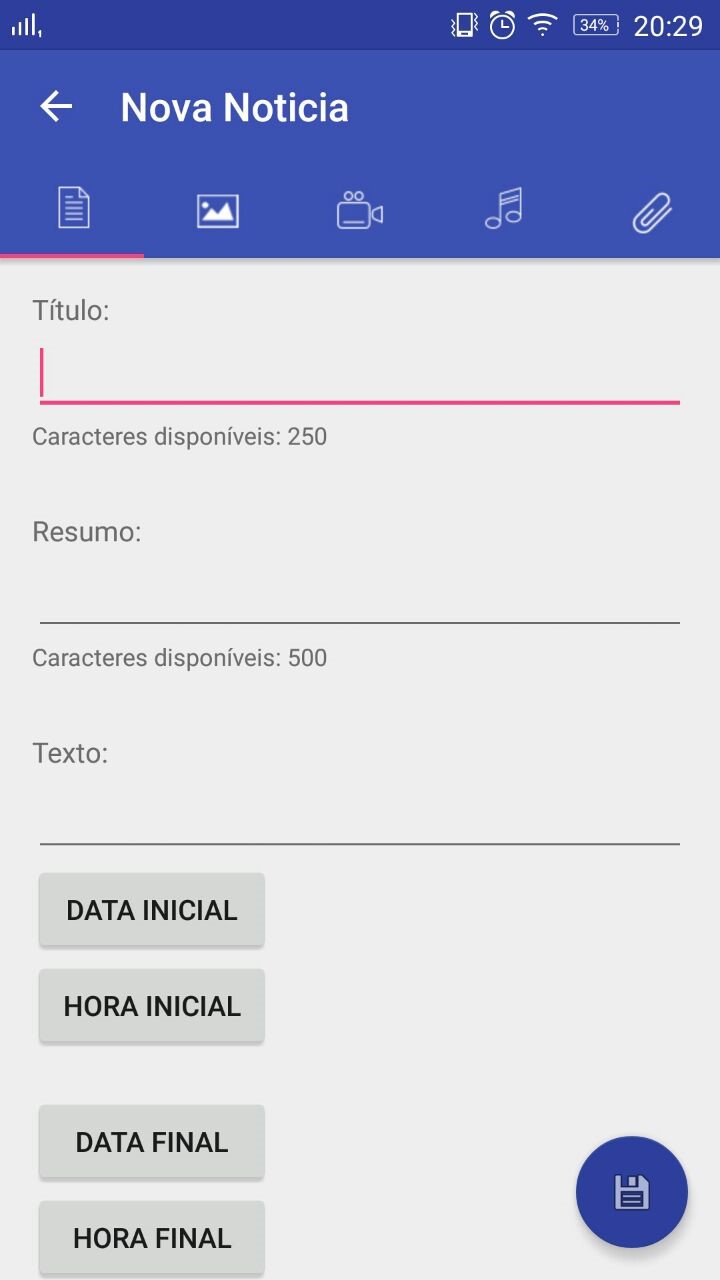 34% 20:29
Nova Noticia
Título:
Caracteres disponíveis: 250
Resumo:
Caracteres disponíveis: 500
Texto:
DATA INICIAL
HORA INICIAL
DATA FINAL
HORA FINAL